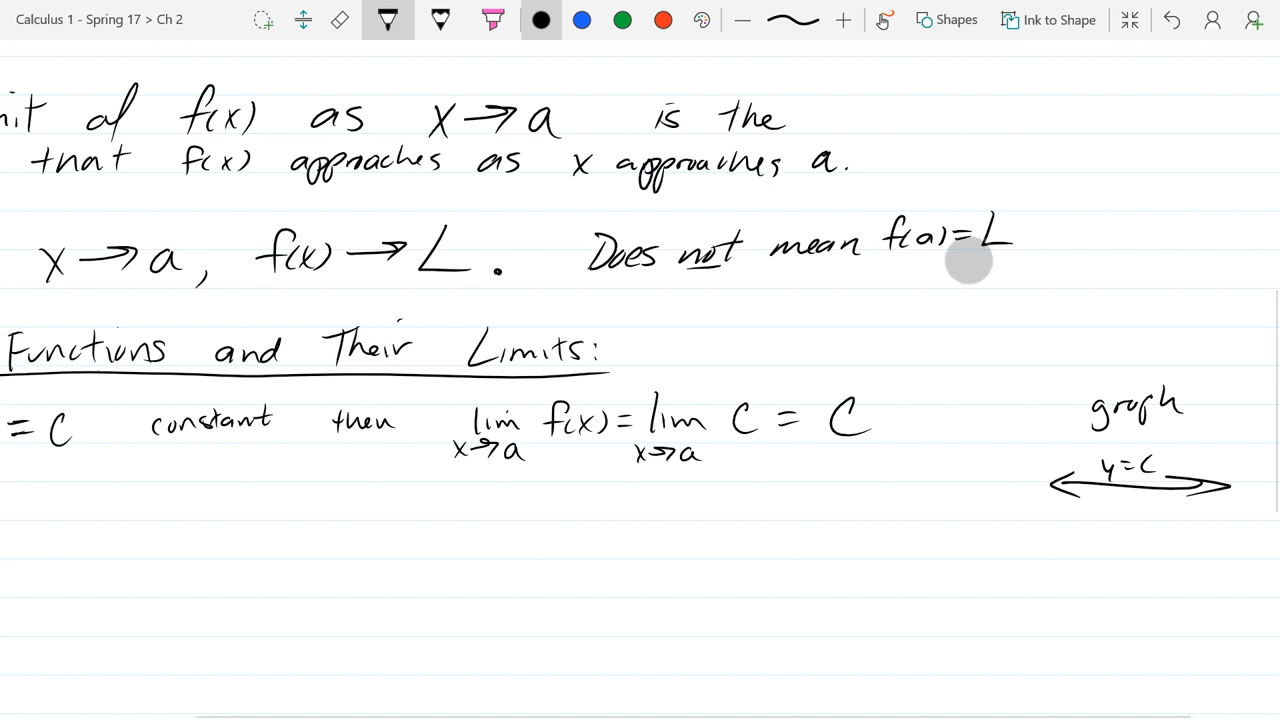 Calculus 1 - Spring 17 > Ch 2 Shapes Ink to Shape
nit of f(x) as x→a is the
that f(x) approaches as x approaches a.
x→a, f(x)→L. Does not mean f(a)=L
Functions and Their Limits:
= C constant then lim f(x) = lim C = C
x→a x→a
graph
y=c